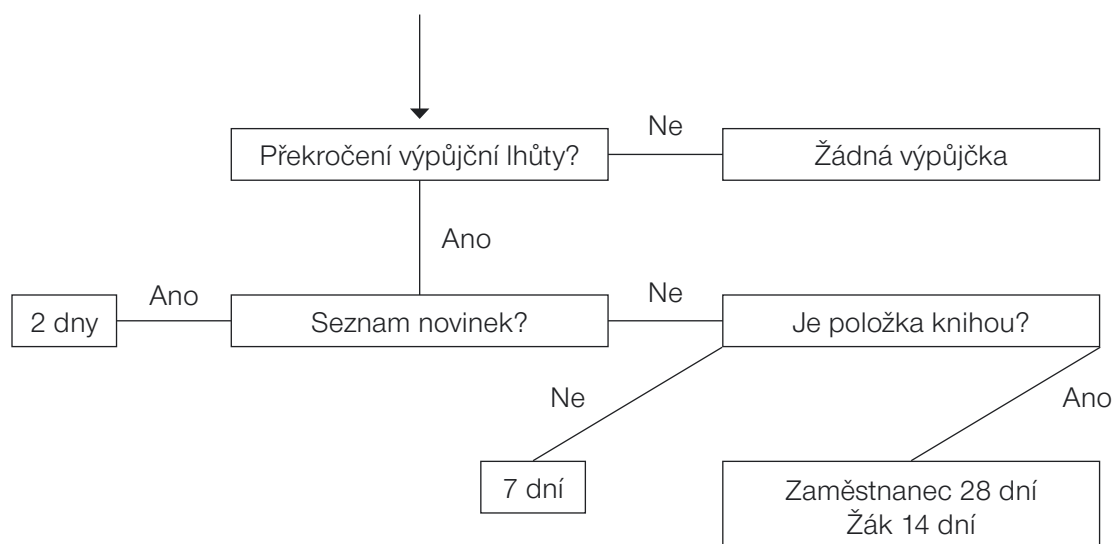 Překročení výpůjční lhůty?
Ne
Žádná výpůjčka
Ano
2 dny
Ano
Seznam novinek?
Ne
Je položka knihou?
Ne
Ano
7 dní
Zaměstnanec 28 dní
Žák 14 dní